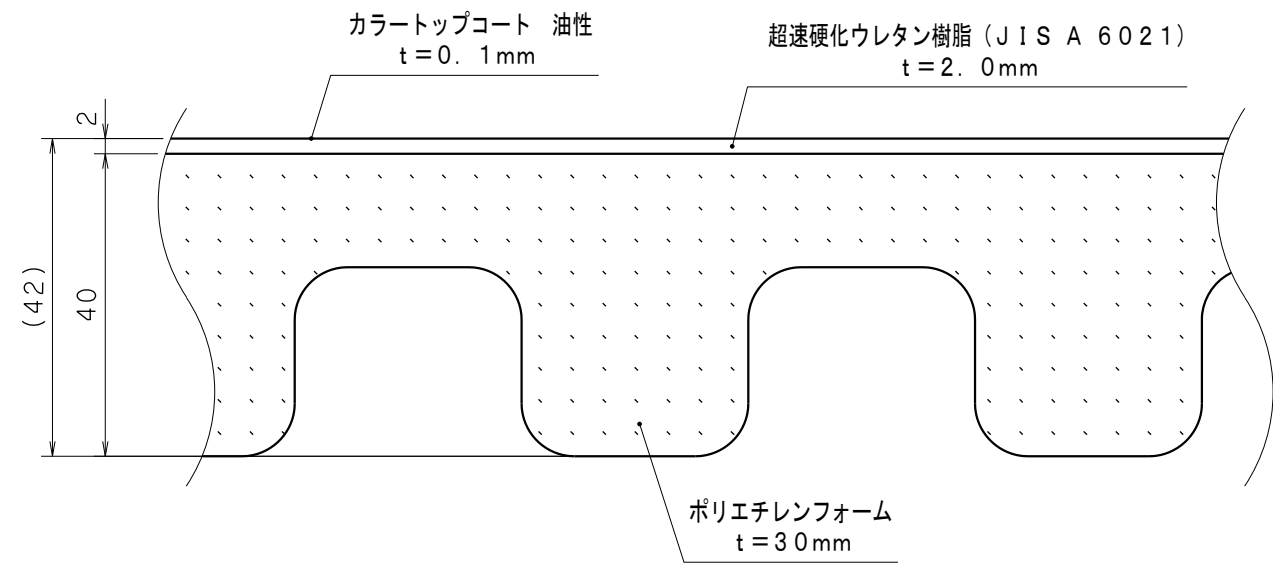 カラートップコート　油性
ｔ＝０．１mm
超速硬化ウレタン樹脂（ＪＩＳ Ａ ６０２１）
ｔ＝２．０mm
2
(42)
40
ポリエチレンフォーム
ｔ＝３０mm